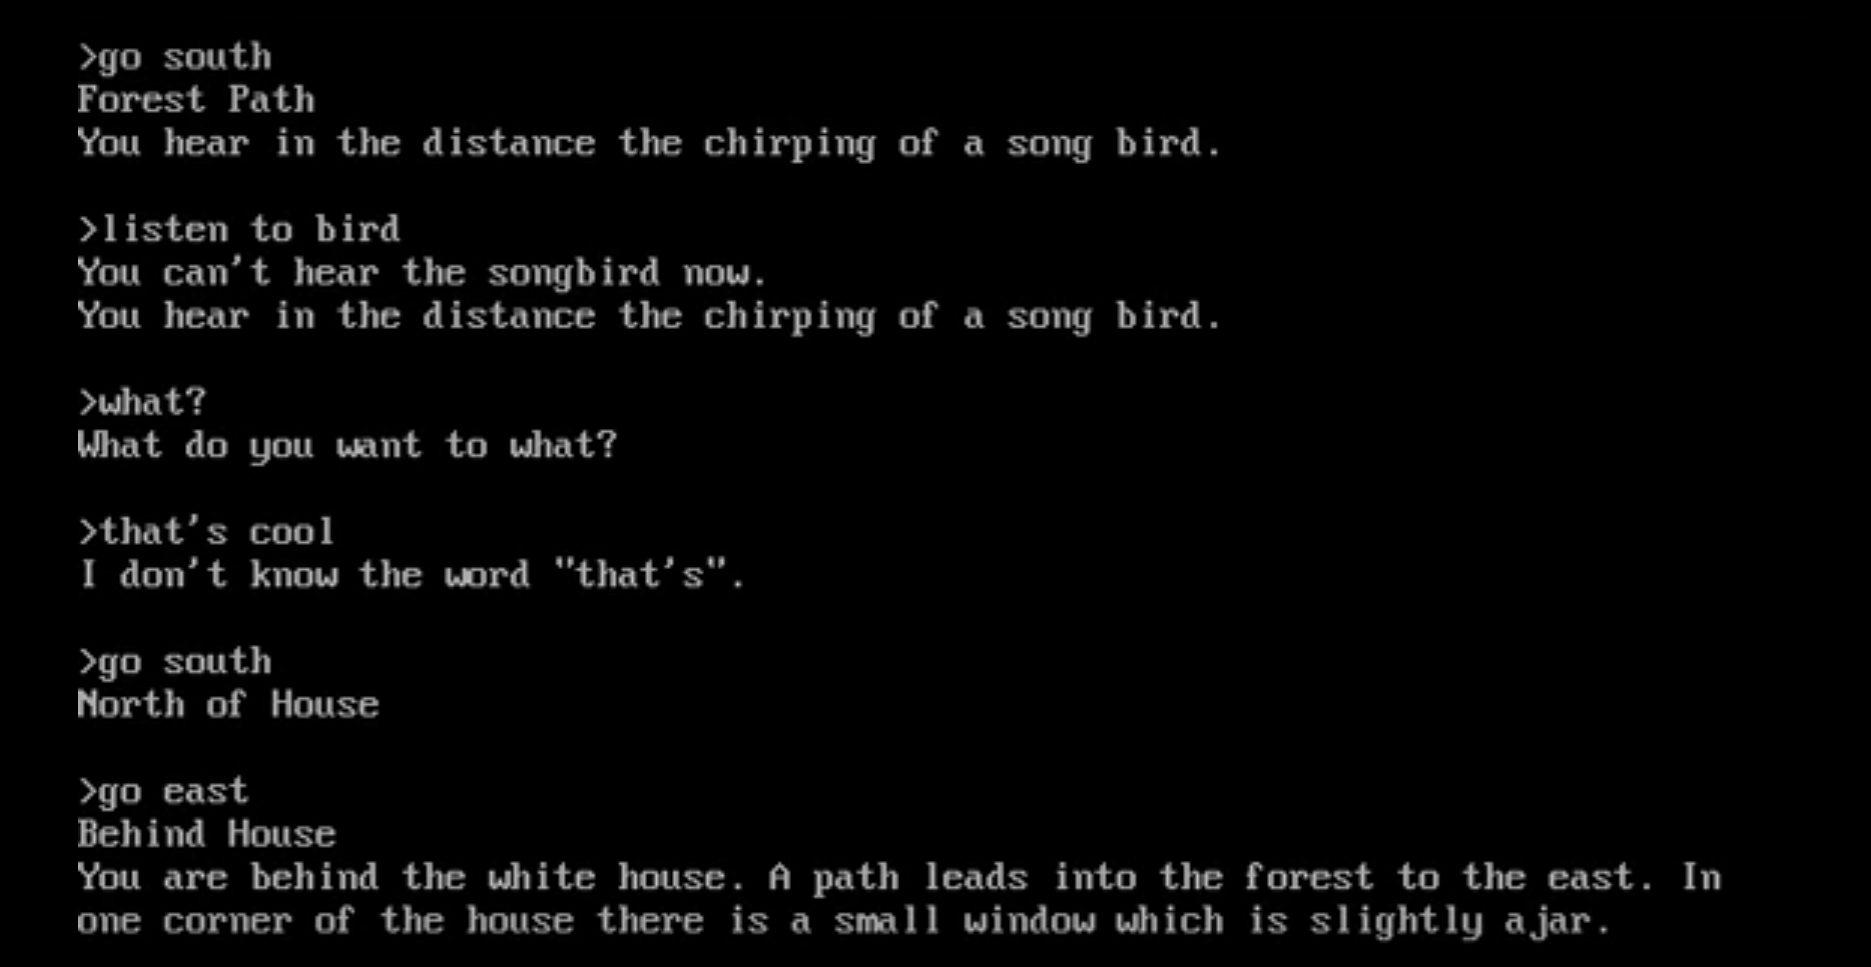 >go south
Forest Path
You hear in the distance the chirping of a song bird.
>listen to bird
You can't hear the songbird now.
You hear in the distance the chirping of a song bird.
>what?
What do you want to what?
>that's cool
I don't know the word "that's".
>go south
North of House
>go east
Behind House
You are behind the white house. A path leads into the forest to the east. In
one corner of the house there is a small window which is slightly ajar.